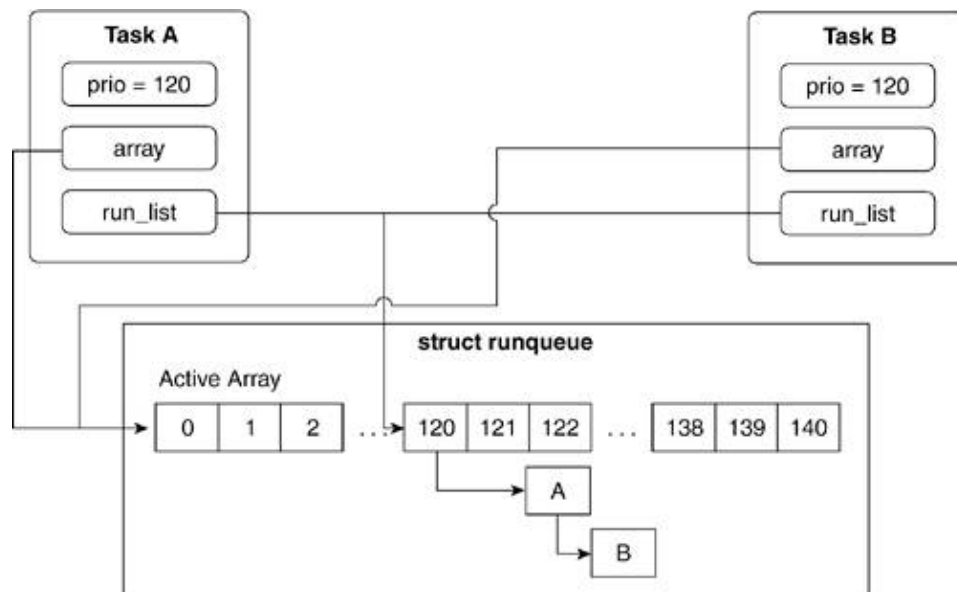 Task A
prio = 120
array
run_list
Task B
prio = 120
array
run_list
struct runqueue
Active Array
0 1 2 ... 120 121 122 ... 138 139 140
A
B